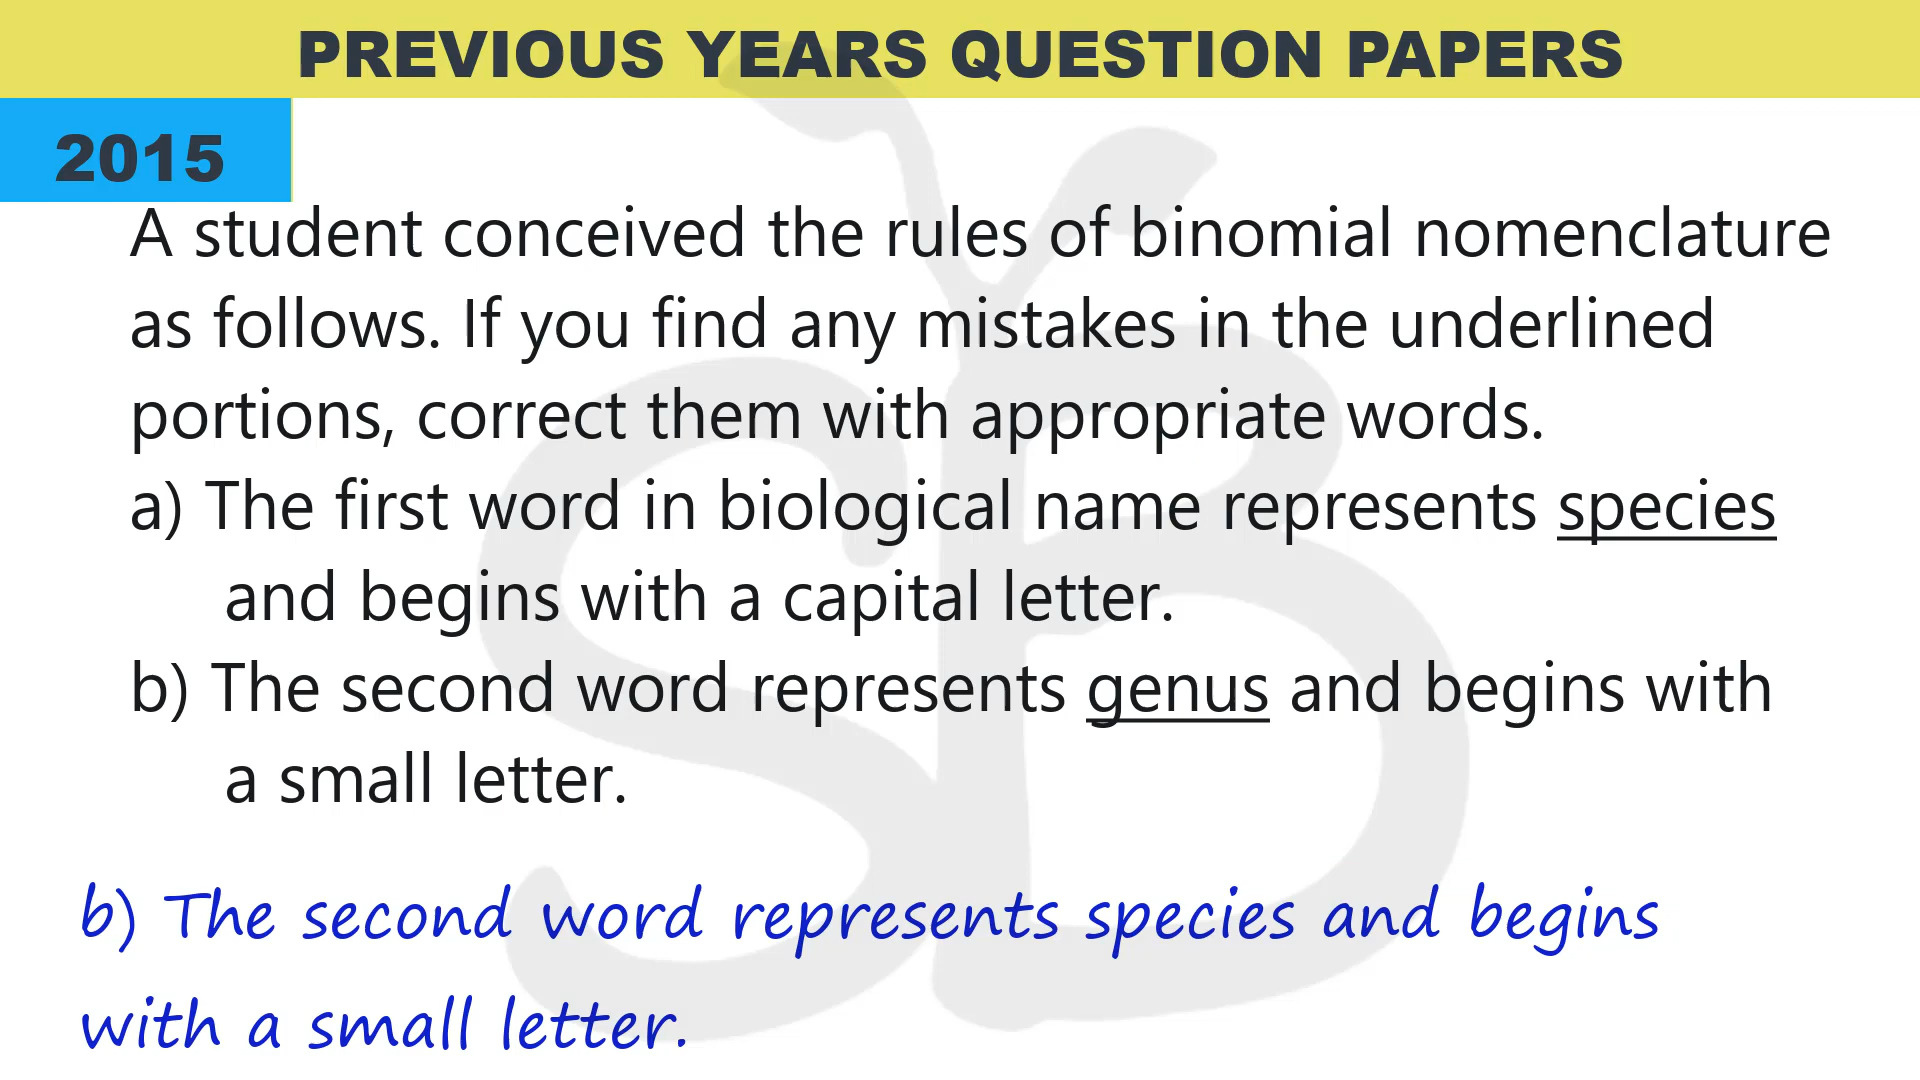 PREVIOUS YEARS QUESTION PAPERS
2015
A student conceived the rules of binomial nomenclature
as follows. If you find any mistakes in the underlined
portions, correct them with appropriate words.
a) The first word in biological name represents species
and begins with a capital letter.
b) The second word represents genus and begins with
a small letter.
b) The second word represents species and begins
with a small letter.
SB